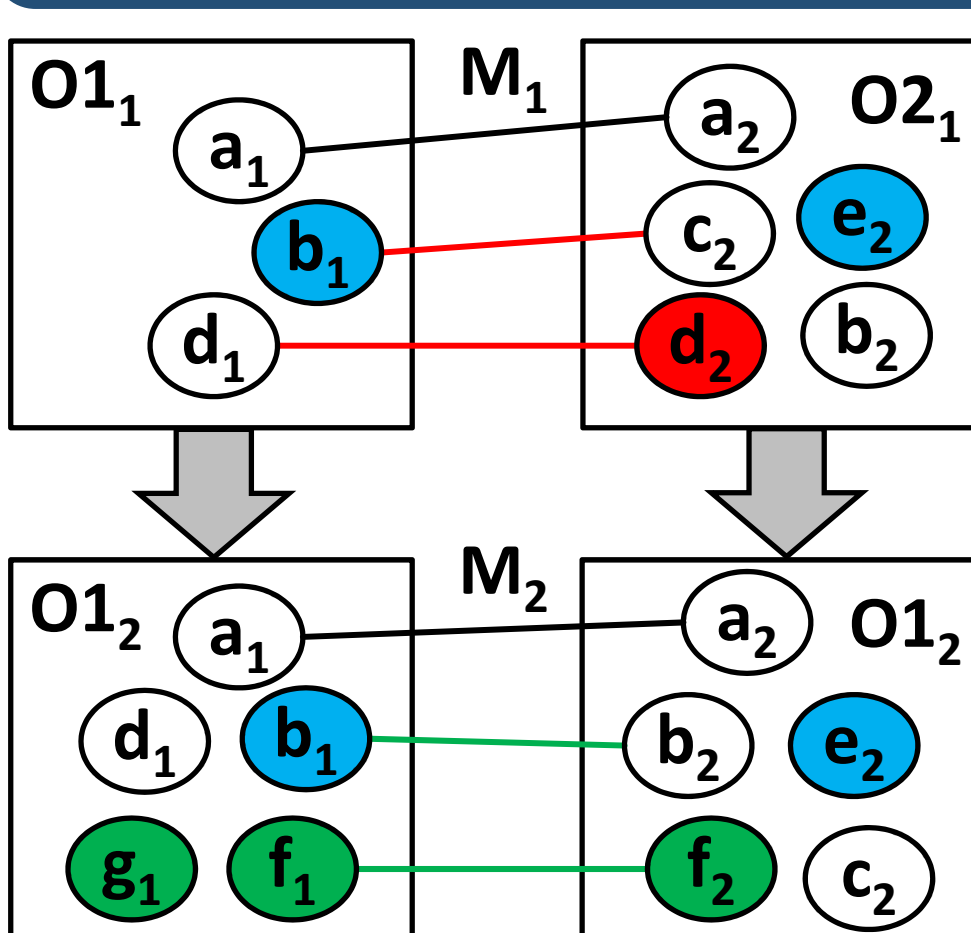 O1₁
M₁
O2₁
a₁
a₂
b₁
c₂
e₂
d₁
d₂
b₂
O1₂
M₂
O1₂
a₁
a₂
d₁
b₁
b₂
e₂
g₁
f₁
f₂
c₂